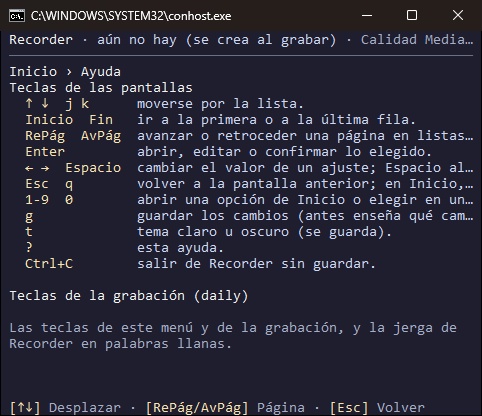 C:\WINDOWS\SYSTEM32\conhost.exe
Recorder · aún no hay (se crea al grabar) · Calidad Media…
Inicio › Ayuda
Teclas de las pantallas
↑ ↓ j k moverse por la lista.
Inicio Fin ir a la primera o a la última fila.
RePág AvPág avanzar o retroceder una página en listas…
Enter abrir, editar o confirmar lo elegido.
← → Espacio cambiar el valor de un ajuste; Espacio al…
Esc q volver a la pantalla anterior; en Inicio,…
1-9 0 abrir una opción de Inicio o elegir en un…
g guardar los cambios (antes enseña qué cam…
t tema claro u oscuro (se guarda).
? esta ayuda.
Ctrl+C salir de Recorder sin guardar.
Teclas de la grabación (daily)
Las teclas de este menú y de la grabación, y la jerga de
Recorder en palabras llanas.
[↑↓] Desplazar · [RePág/AvPág] Página · [Esc] Volver